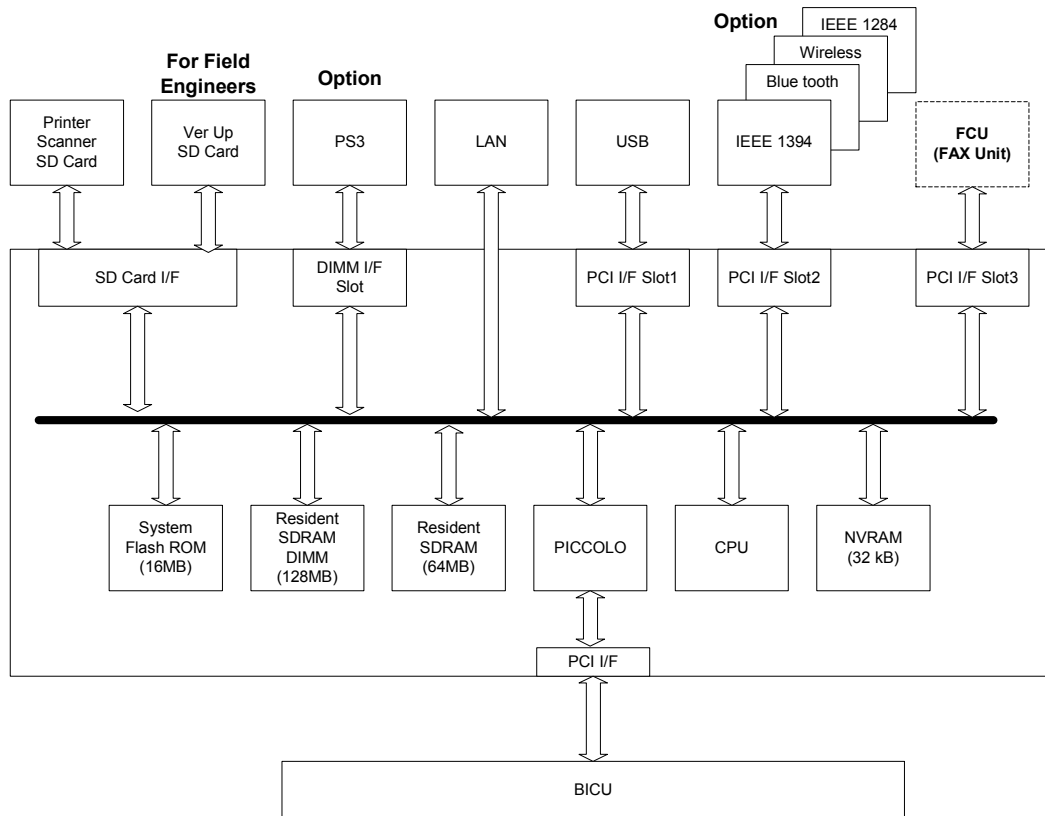 Option
IEEE 1284
Wireless
Blue tooth
IEEE 1394
For Field
Engineers
Option
Printer
Scanner
SD Card
Ver Up
SD Card
PS3
LAN
USB
FCU
(FAX Unit)
SD Card I/F
DIMM I/F
Slot
PCI I/F Slot1
PCI I/F Slot2
PCI I/F Slot3
System
Flash ROM
(16MB)
Resident
SDRAM
DIMM
(128MB)
Resident
SDRAM
(64MB)
PICCOLO
CPU
NVRAM
(32 kB)
PCI I/F
BICU